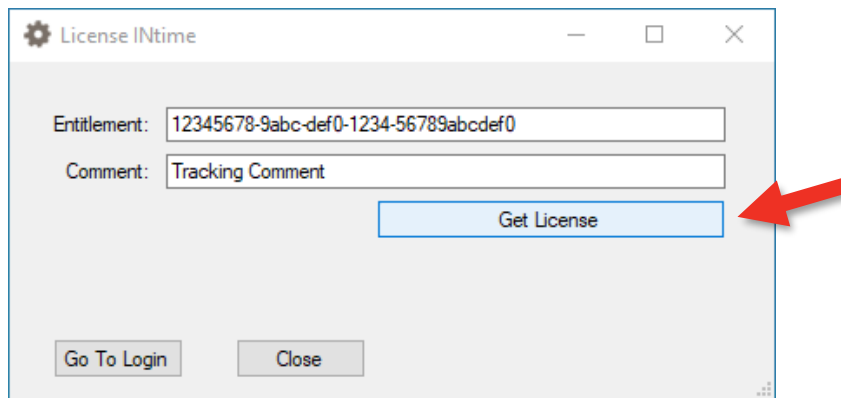 License INtime
Entitlement: 12345678-9abc-def0-1234-56789abcdef0
Comment: Tracking Comment
Get License
Go To Login Close